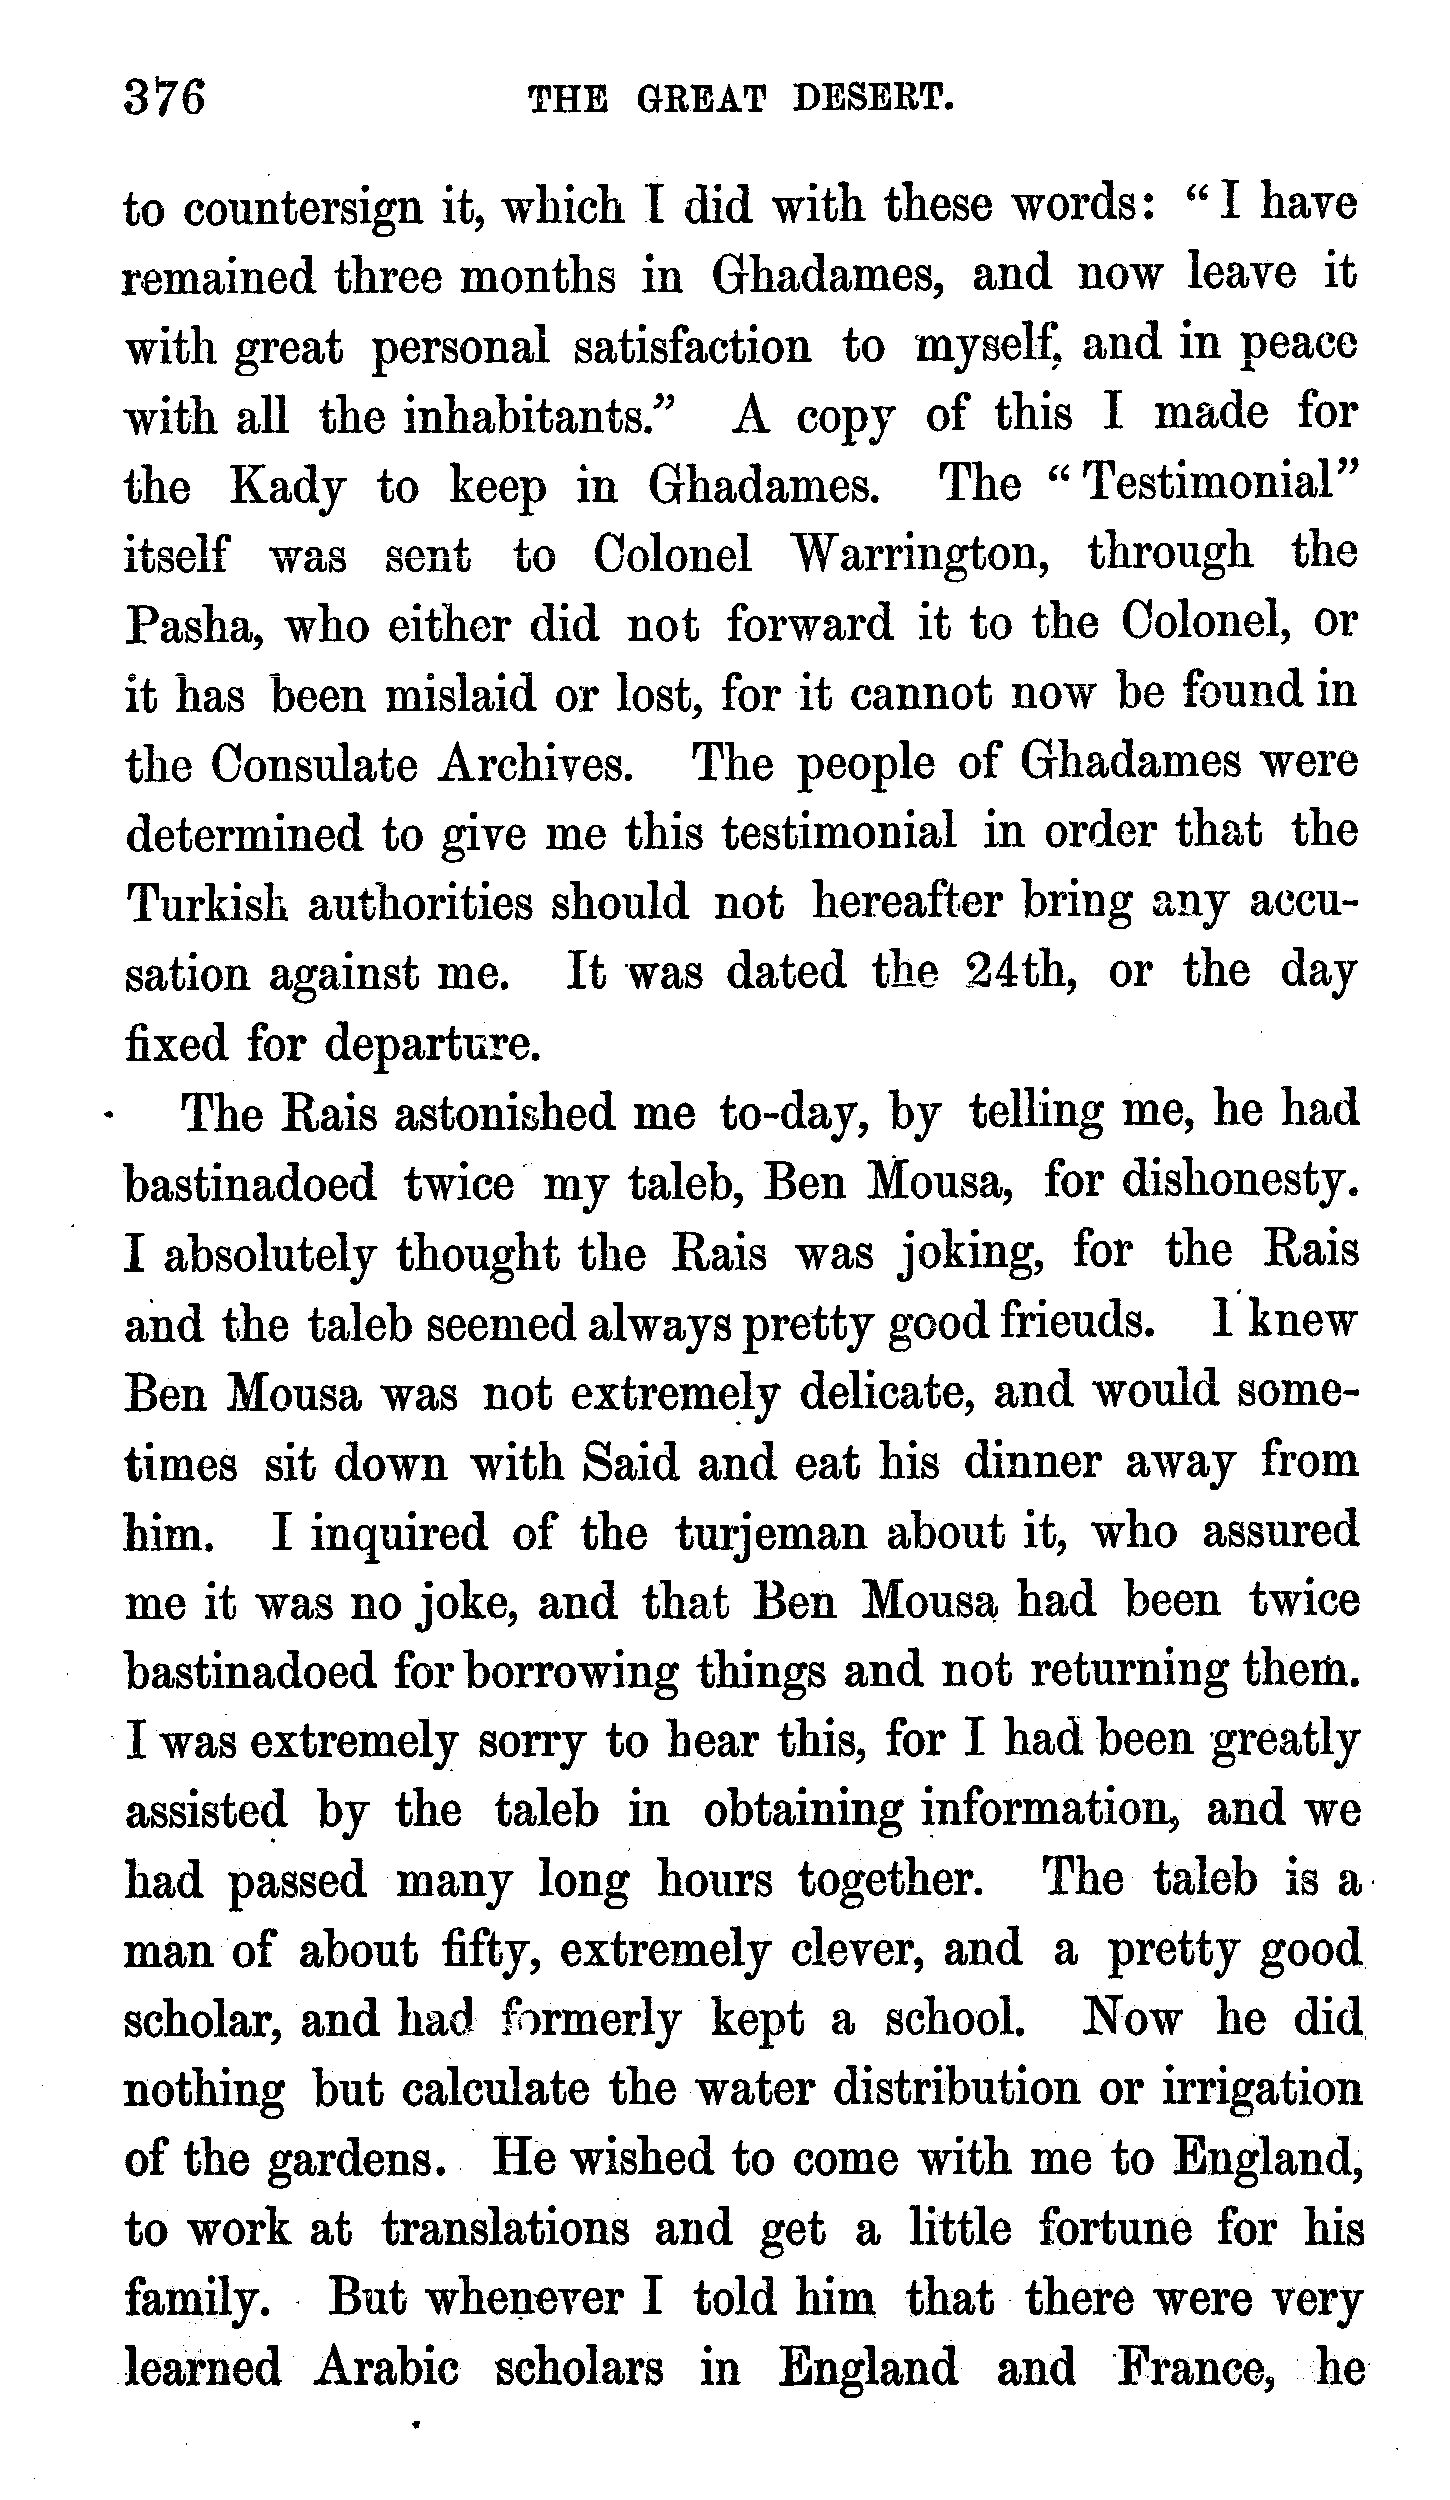 376 THE GREAT DESERT.
to countersign it, which I did with these words: "I have
remained three months in Ghadames, and now leave it
with great personal satisfaction to myself, and in peace
with all the inhabitants." A copy of this I made for
the Kady to keep in Ghadames. The "Testimonial"
itself was sent to Colonel Warrington, through the
Pasha, who either did not forward it to the Colonel, or
it has been mislaid or lost, for it cannot now be found in
the Consulate Archives. The people of Ghadames were
determined to give me this testimonial in order that the
Turkish authorities should not hereafter bring any accu-
sation against me. It was dated the 24th, or the day
fixed for departure.
The Rais astonished me to-day, by telling me, he had
bastinadoed twice my taleb, Ben Mousa, for dishonesty.
I absolutely thought the Rais was joking, for the Rais
and the taleb seemed always pretty good frieuds. I knew
Ben Mousa was not extremely delicate, and would some-
times sit down with Said and eat his dinner away from
him. I inquired of the turjeman about it, who assured
me it was no joke, and that Ben Mousa had been twice
bastinadoed for borrowing things and not returning them.
I was extremely sorry to hear this, for I had been greatly
assisted by the taleb in obtaining information, and we
had passed many long hours together. The taleb is a
man of about fifty, extremely clever, and a pretty good
scholar, and had formerly kept a school. Now he did
nothing but calculate the water distribution or irrigation
of the gardens. He wished to come with me to England,
to work at translations and get a little fortune for his
family. But whenever I told him that there were very
learned Arabic scholars in England and France, he